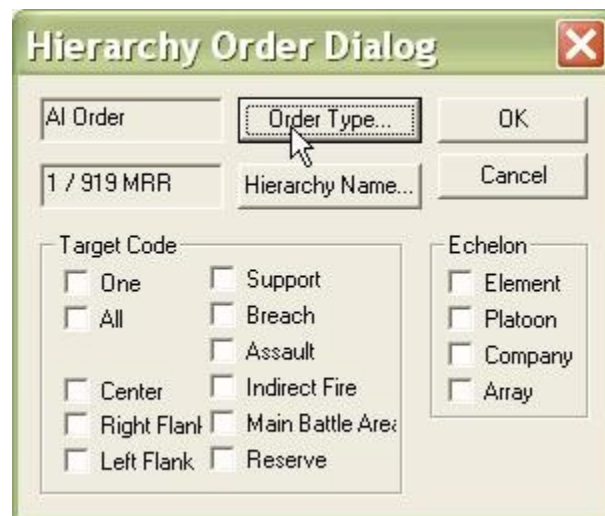 Hierarchy Order Dialog
AI Order
Order Type...
OK
1 / 919 MRR
Hierarchy Name...
Cancel
Target Code
One
All
Center
Right Flank
Left Flank
Support
Breach
Assault
Indirect Fire
Main Battle Area
Reserve
Echelon
Element
Platoon
Company
Array